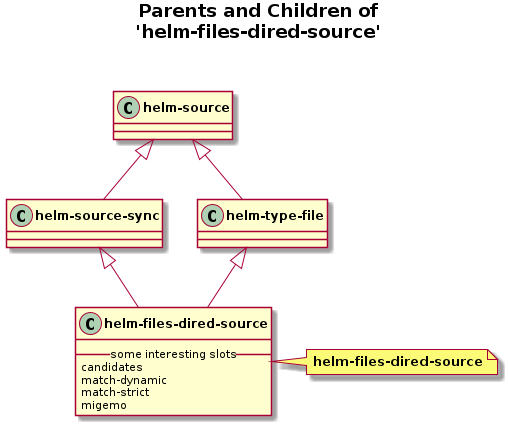 Parents and Children of
'helm-files-dired-source'
C helm-source
C helm-source-sync
C helm-type-file
C helm-files-dired-source
some interesting slots
candidates
match-dynamic
match-strict
migemo
helm-files-dired-source